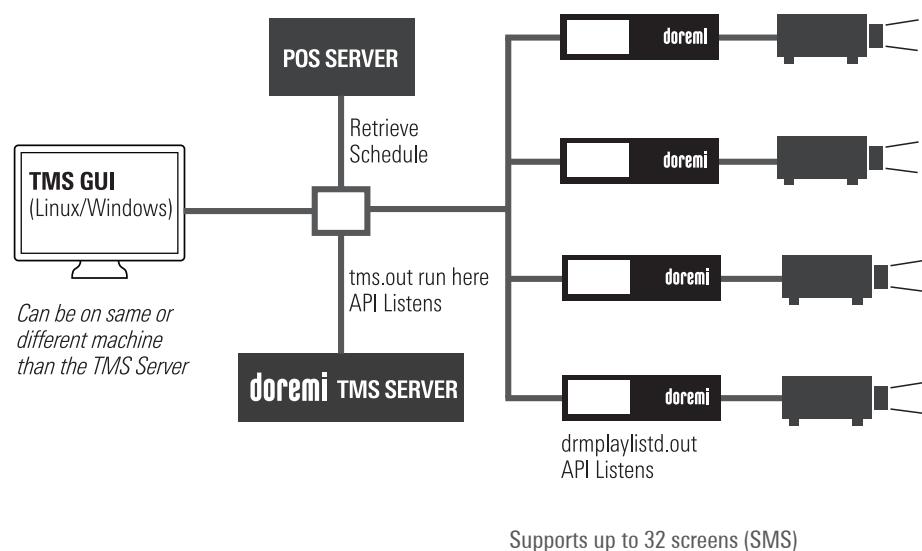 POS SERVER
Retrieve
Schedule
TMS GUI
(Linux/Windows)
Can be on same or
different machine
than the TMS Server
tms.out run here
API Listens
doremi TMS SERVER
doremi
doremi
doremi
doremi
drmplaylistd.out
API Listens
Supports up to 32 screens (SMS)